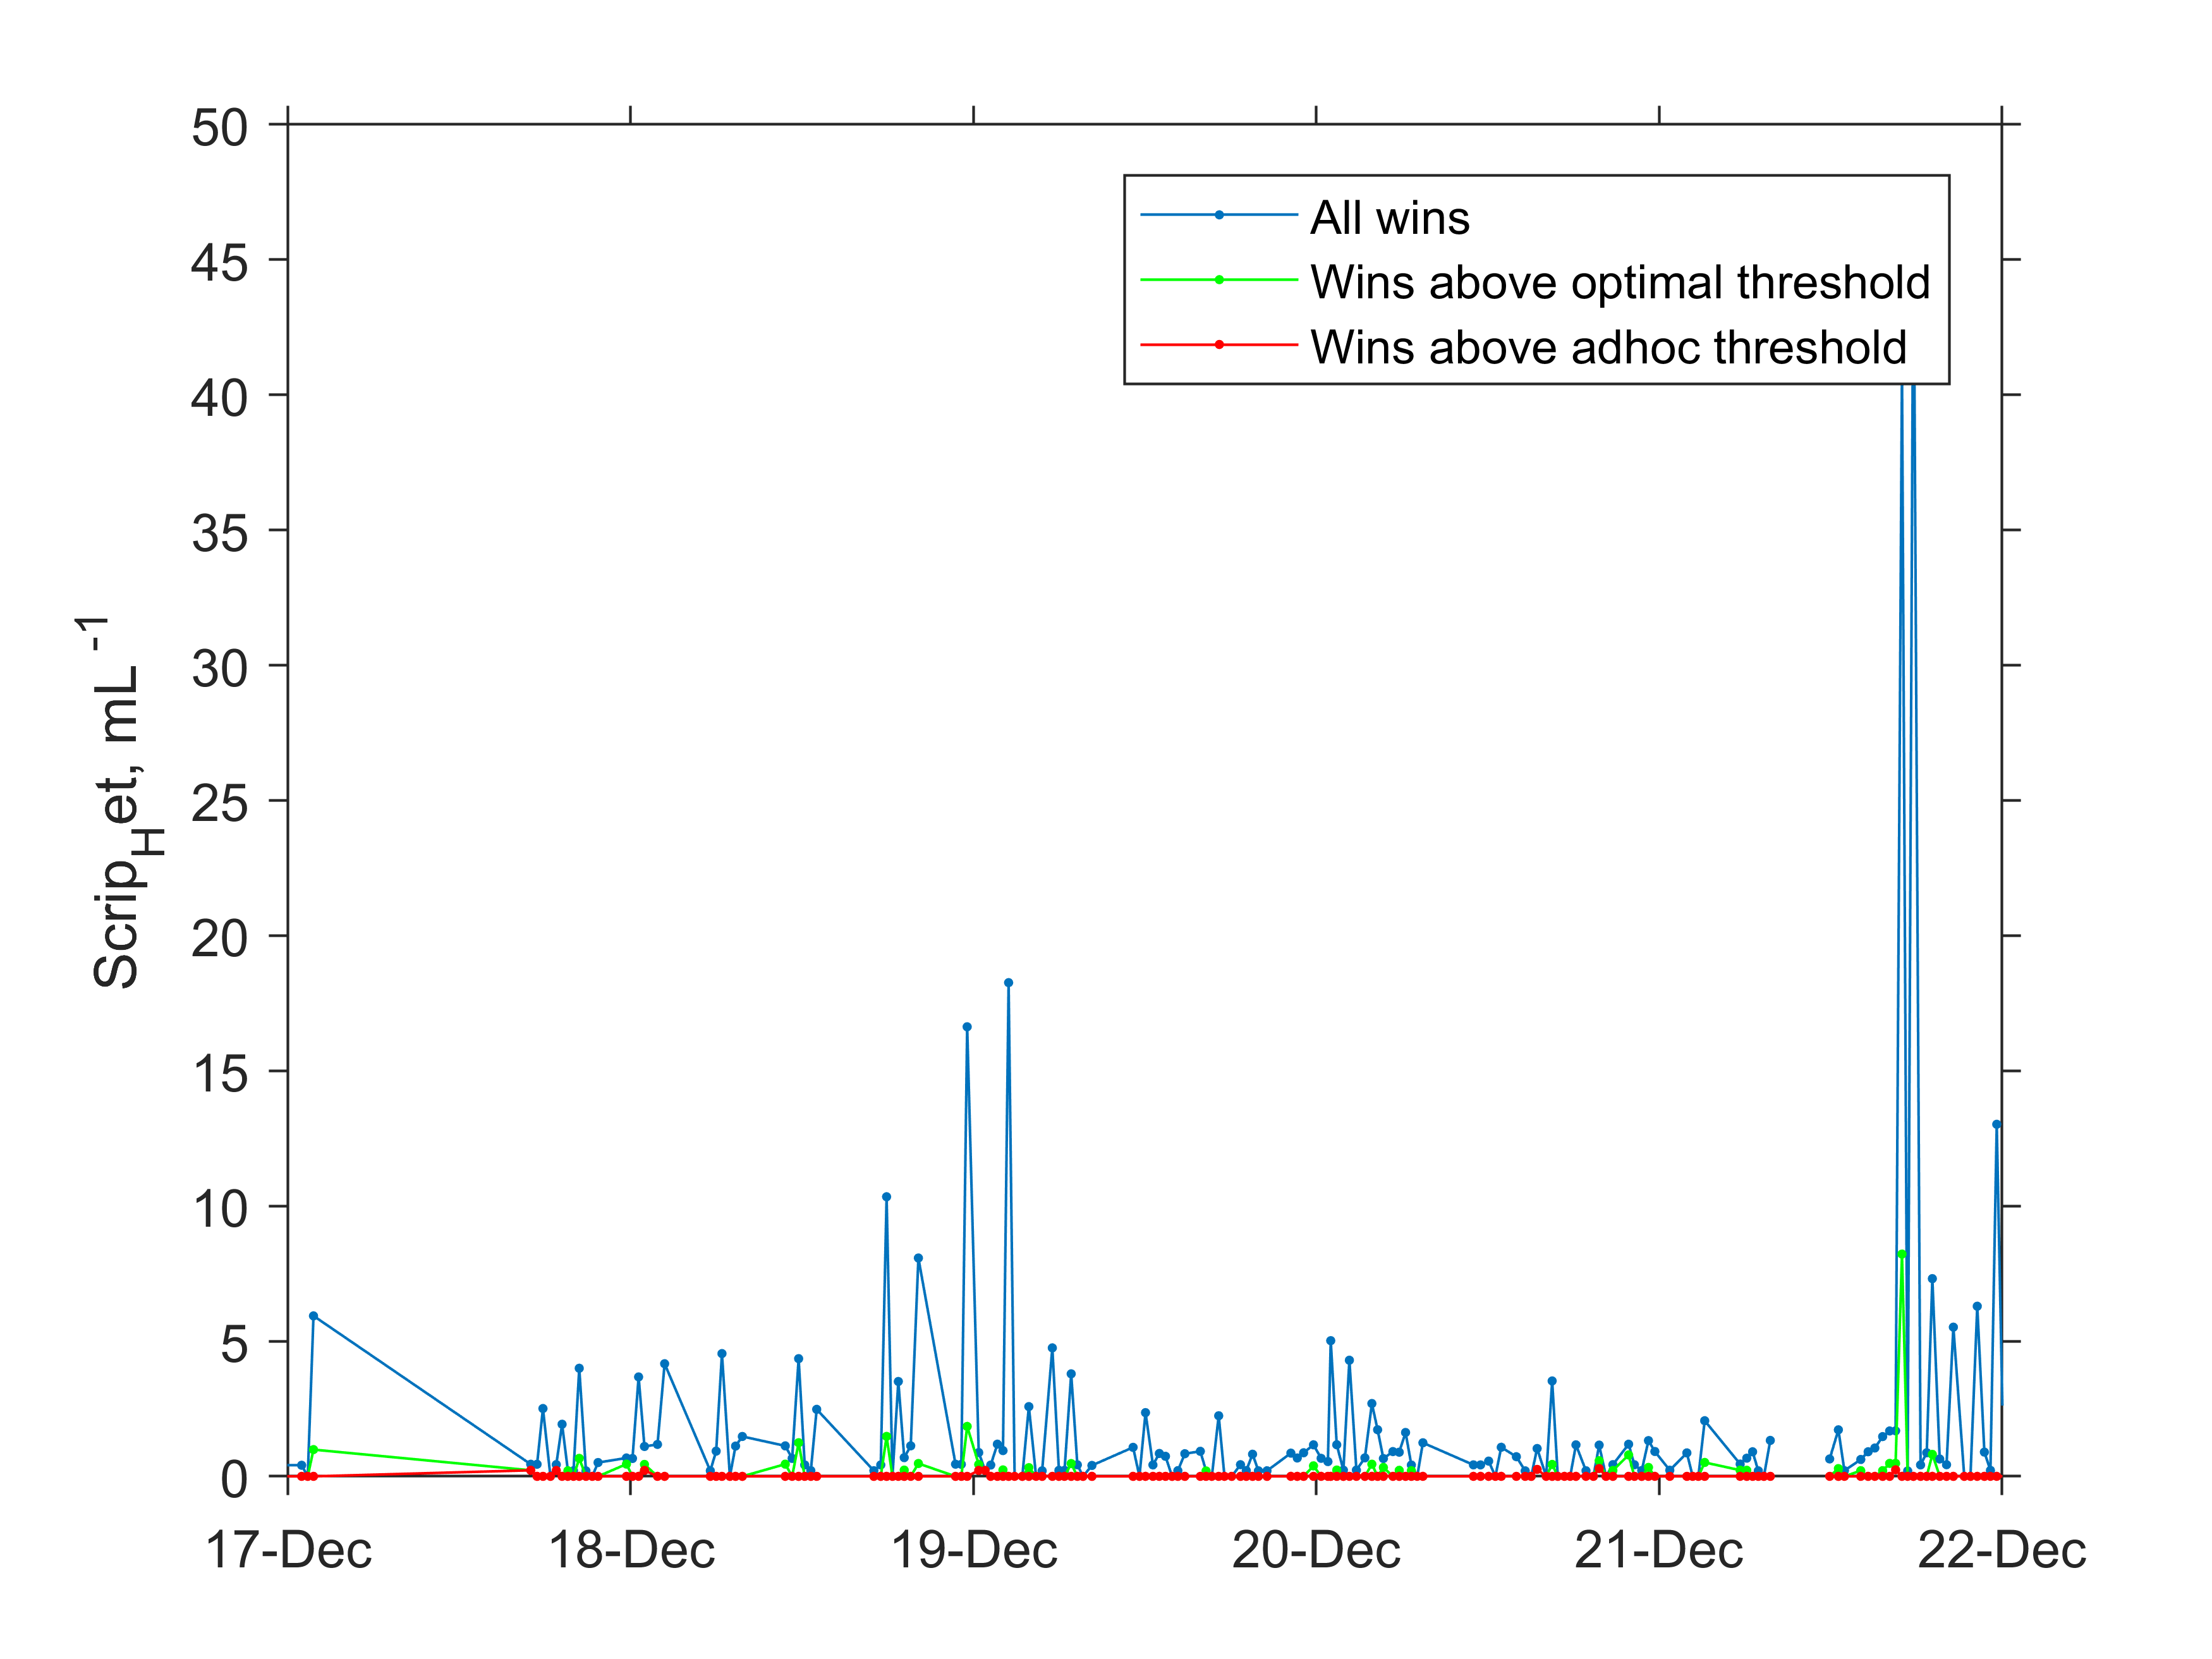 50
45
40
35
30
25
20
15
10
5
0
Scrip_Het, mL^-1
All wins
Wins above optimal threshold
Wins above adhoc threshold
17-Dec 18-Dec 19-Dec 20-Dec 21-Dec 22-Dec